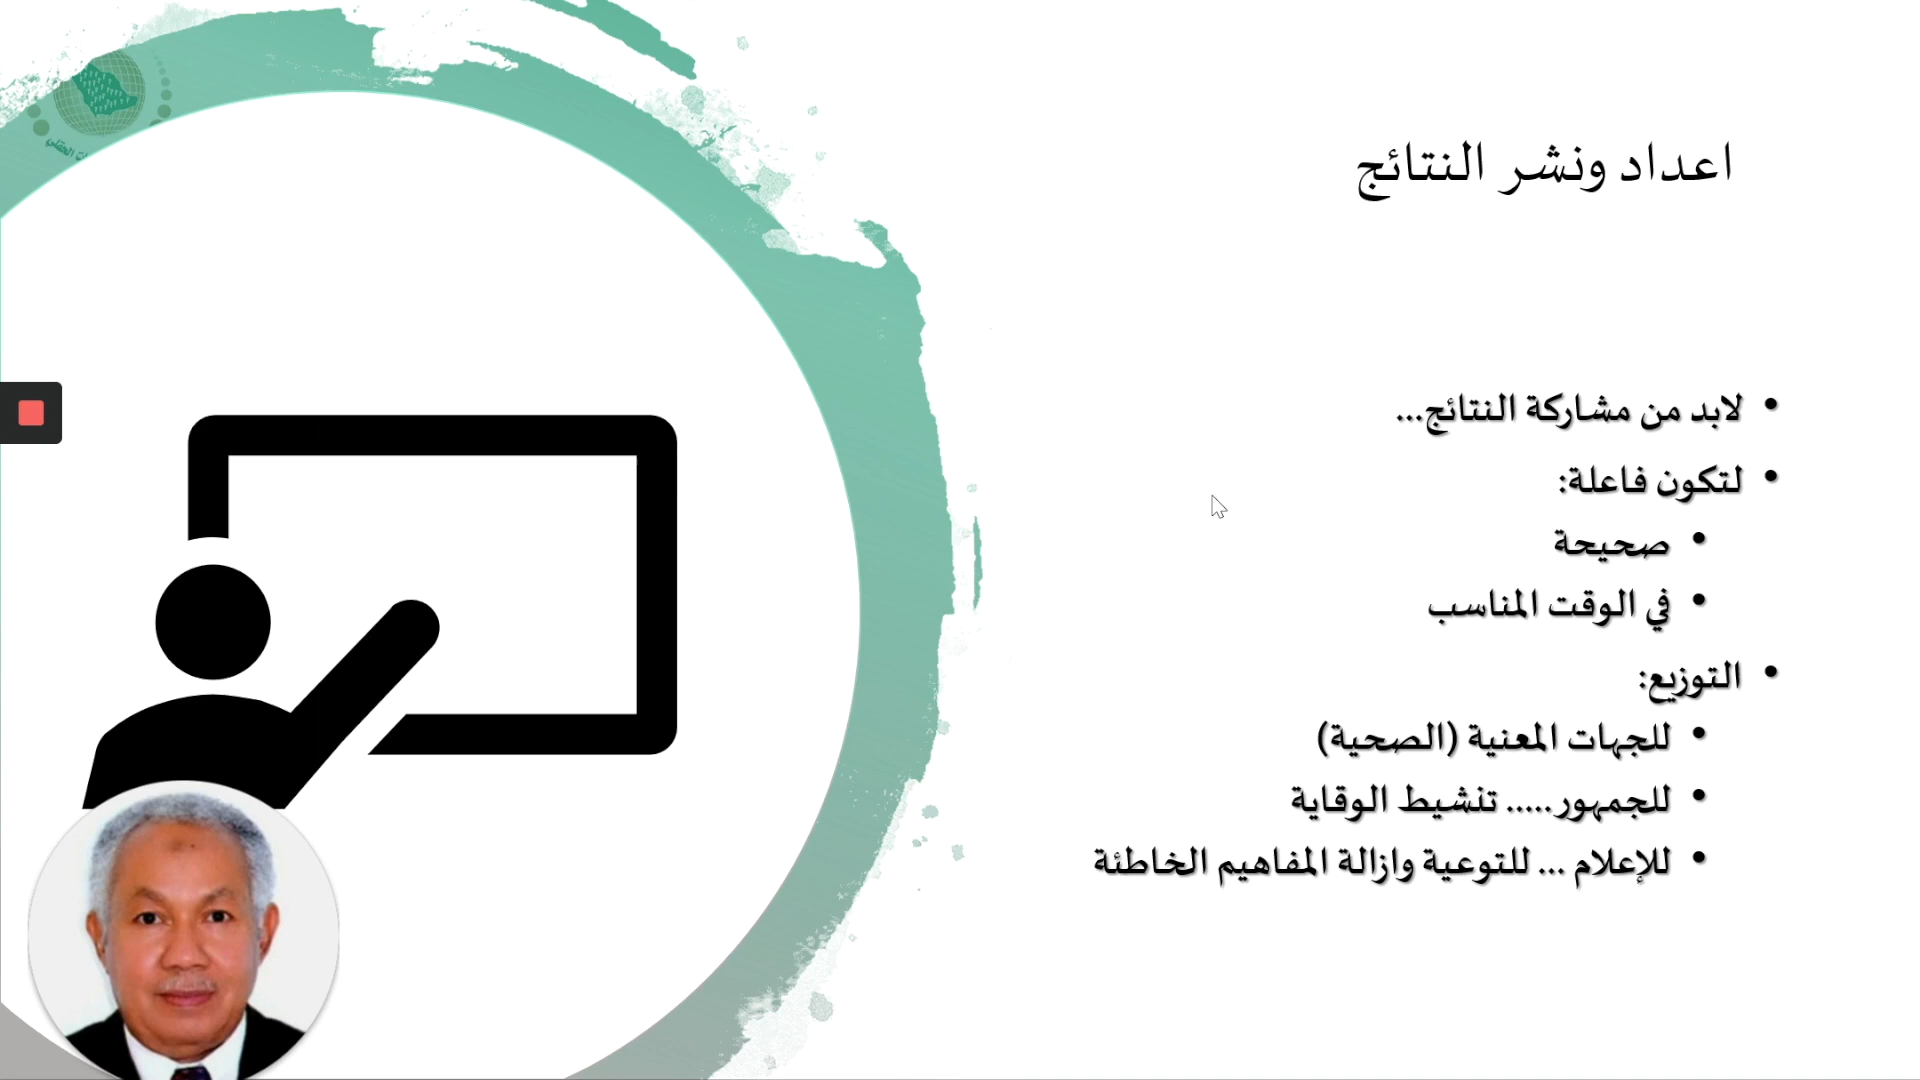 اعداد ونشر النتائج
• لابد من مشاركة النتائج...
• لتكون فاعلة:
• صحيحة
• في الوقت المناسب
• التوزيع:
• للجهات المعنية (الصحية)
• للجمهور..... تنشيط الوقاية
• للإعلام ... للتوعية وازالة المفاهيم الخاطئة